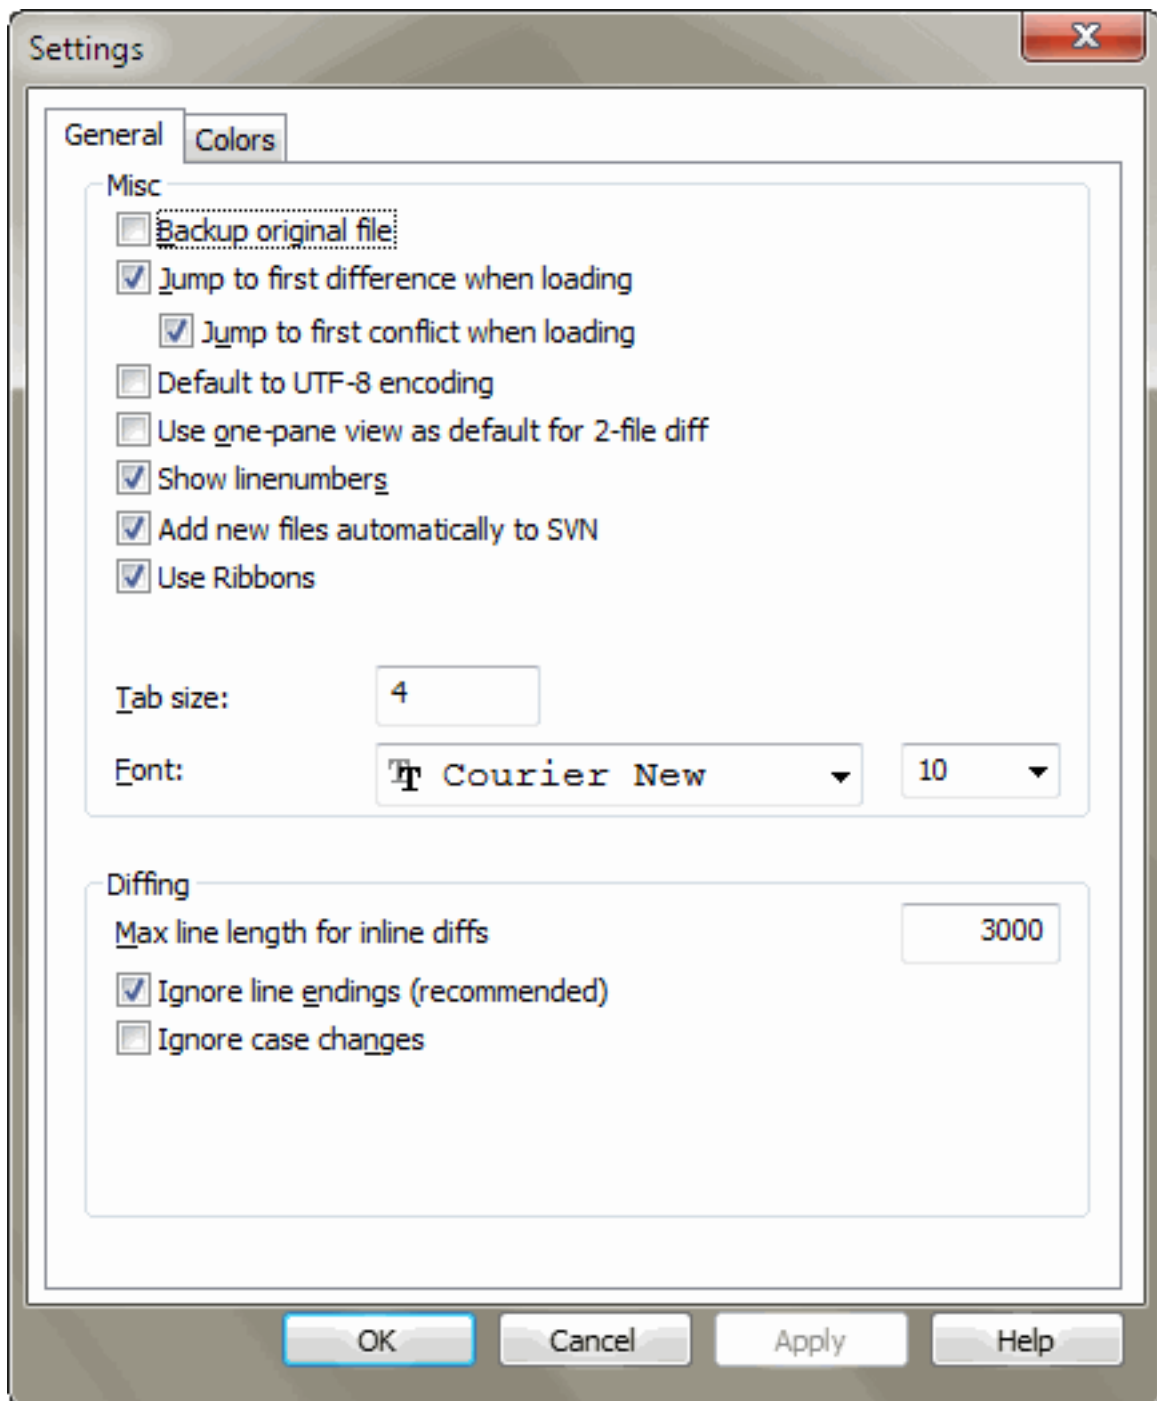 Settings
General
Colors
Misc
Backup original file
Jump to first difference when loading
Jump to first conflict when loading
Default to UTF-8 encoding
Use one-pane view as default for 2-file diff
Show linenumbers
Add new files automatically to SVN
Use Ribbons
Tab size: 4
Font: Courier New 10
Diffing
Max line length for inline diffs 3000
Ignore line endings (recommended)
Ignore case changes
OK Cancel Apply Help